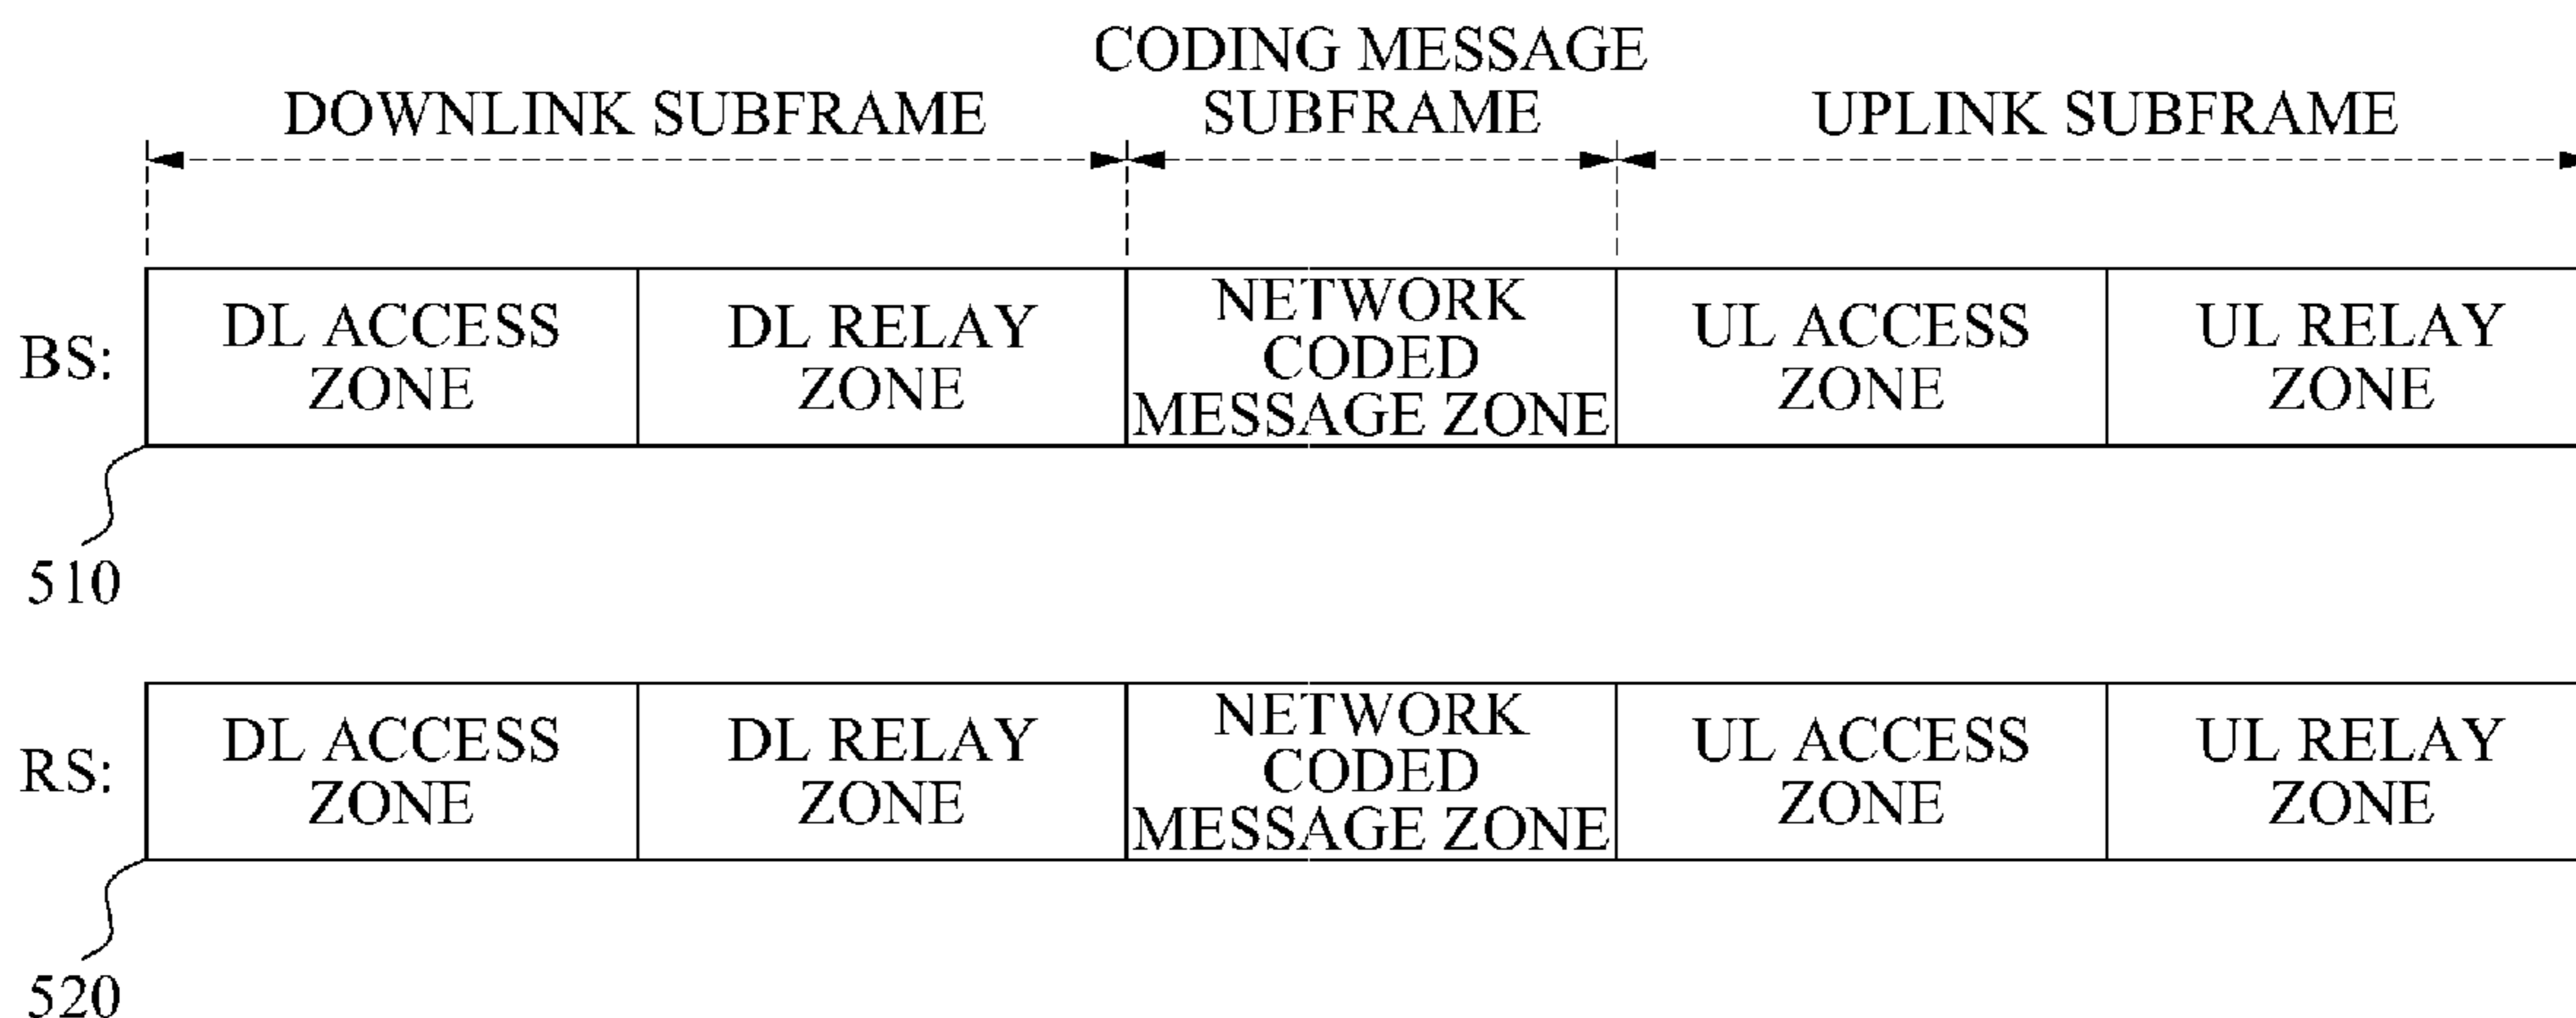 CODING MESSAGE
DOWNLINK SUBFRAME SUBFRAME UPLINK SUBFRAME
BS:
DL ACCESS
ZONE
DL RELAY
ZONE
NETWORK
CODED
MESSAGE ZONE
UL ACCESS
ZONE
UL RELAY
ZONE
510
RS:
DL ACCESS
ZONE
DL RELAY
ZONE
NETWORK
CODED
MESSAGE ZONE
UL ACCESS
ZONE
UL RELAY
ZONE
520